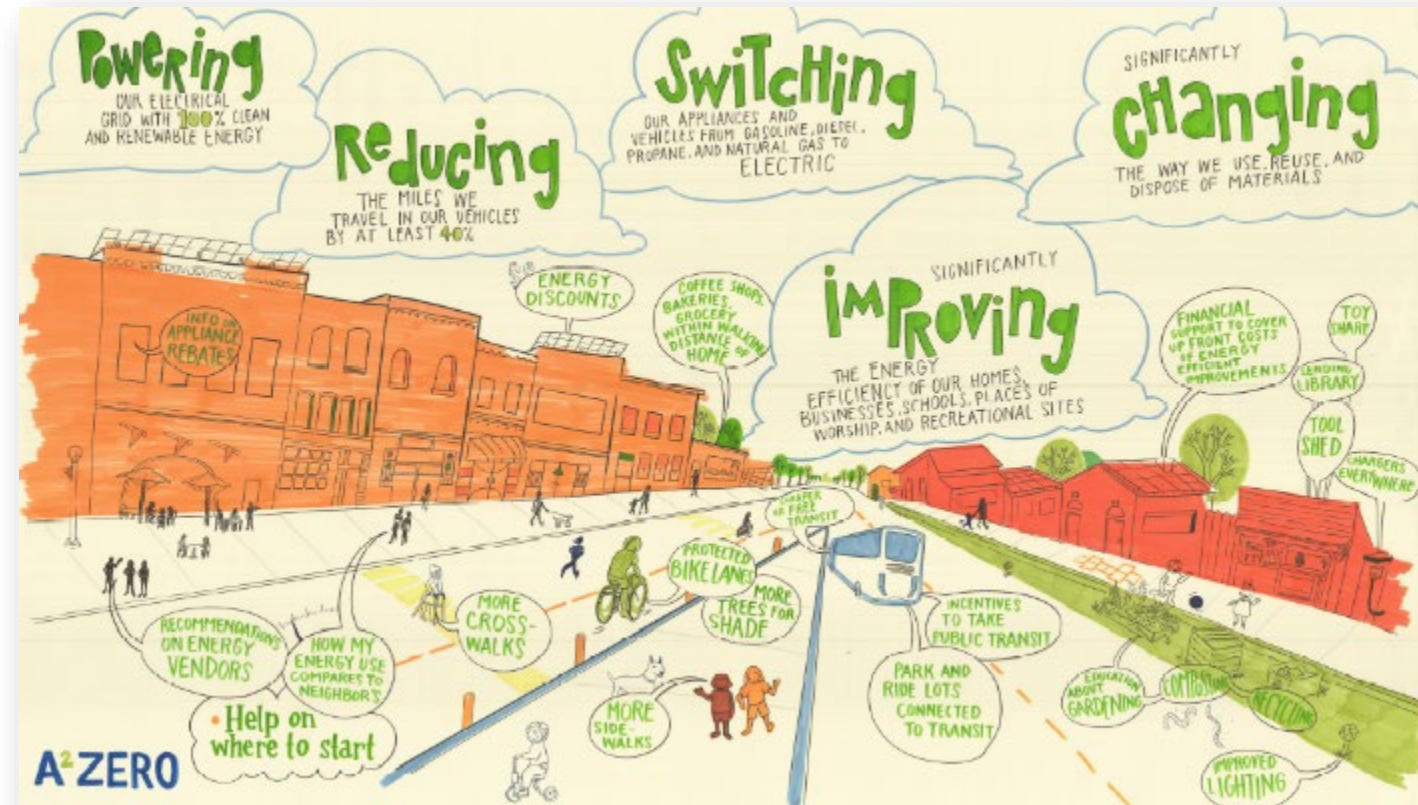 Powering
OUR ELECTRICAL
GRID WITH 100% CLEAN
AND RENEWABLE ENERGY
Reducing
THE MILES WE
TRAVEL IN OUR VEHICLES
BY AT LEAST 40%
SWiTcHing
OUR APPLIANCES AND
VEHICLES FROM GASOLINE, DIESEL,
PROPANE, AND NATURAL GAS TO
ELECTRIC
SIGNIFICANTLY
cHanging
THE WAY WE USE, REUSE, AND
DISPOSE OF MATERIALS
SIGNIFICANTLY
iMPRoving
THE ENERGY
EFFICIENCY OF OUR HOMES,
BUSINESSES, SCHOOLS, PLACES OF
WORSHIP, AND RECREATIONAL SITES
INFO ON
APPLIANCE
REBATES
ENERGY
DISCOUNTS
COFFEE SHOPS,
BAKERIES,
GROCERY
WITHIN WALKING
DISTANCE OF
HOME
FINANCIAL
SUPPORT TO COVER
UP FRONT COSTS
OF ENERGY
EFFICIENT
IMPROVEMENTS
TOY
SHARE
LENDING
LIBRARY
TOOL
SHED
CHARGERS
EVERYWHERE
CHEAPER
OR FREE
TRANSIT
PROTECTED
BIKE LANES
MORE
TREES FOR
SHADE
MORE
CROSS-
WALKS
RECOMMENDATIONS
ON ENERGY
VENDORS
HOW MY
ENERGY USE
COMPARES TO
NEIGHBOR'S
• Help on
where to start
MORE
SIDE-
WALKS
INCENTIVES
TO TAKE
PUBLIC TRANSIT
PARK AND
RIDE LOTS
CONNECTED
TO TRANSIT
EDUCATION
ABOUT
GARDENING
COMPOSTING
RECYCLING
IMPROVED
LIGHTING
A² ZERO